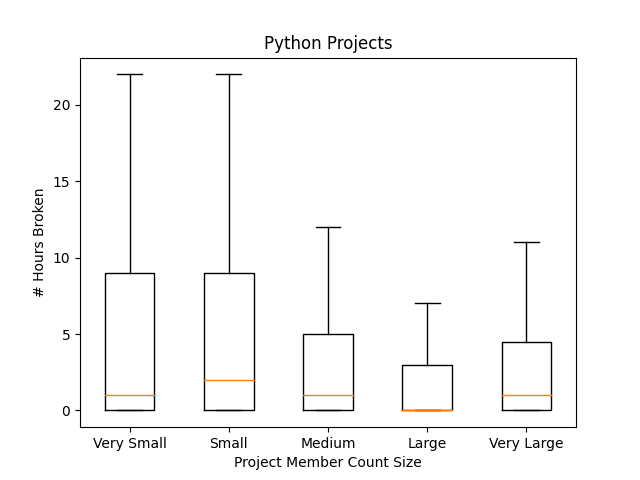 Python Projects
# Hours Broken
20
15
10
5
0
Very Small Small Medium Large Very Large
Project Member Count Size